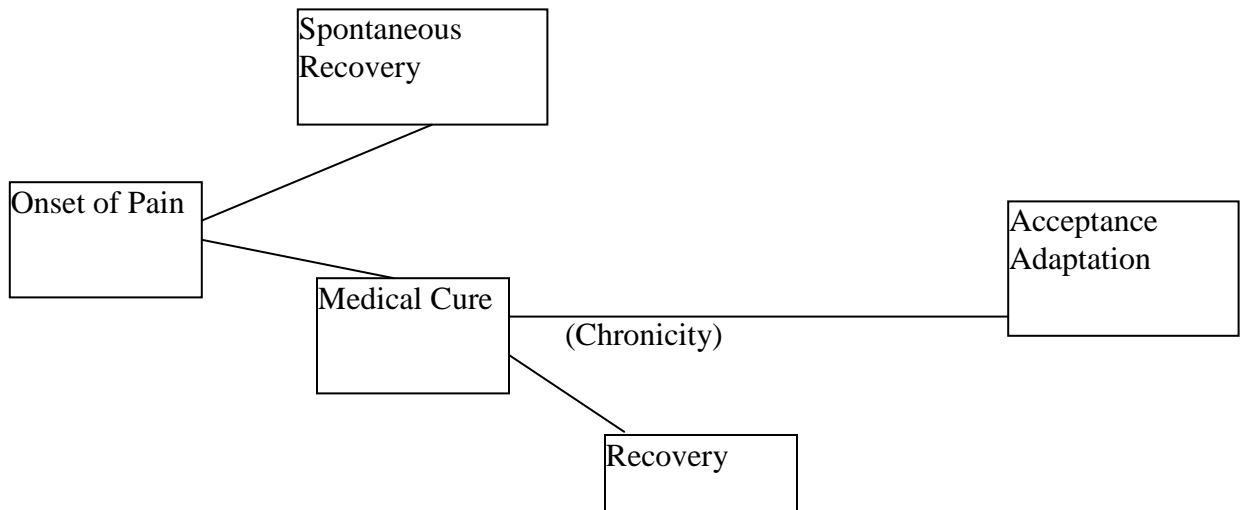 Spontaneous
Recovery
Onset of Pain
Acceptance
Adaptation
Medical Cure
(Chronicity)
Recovery